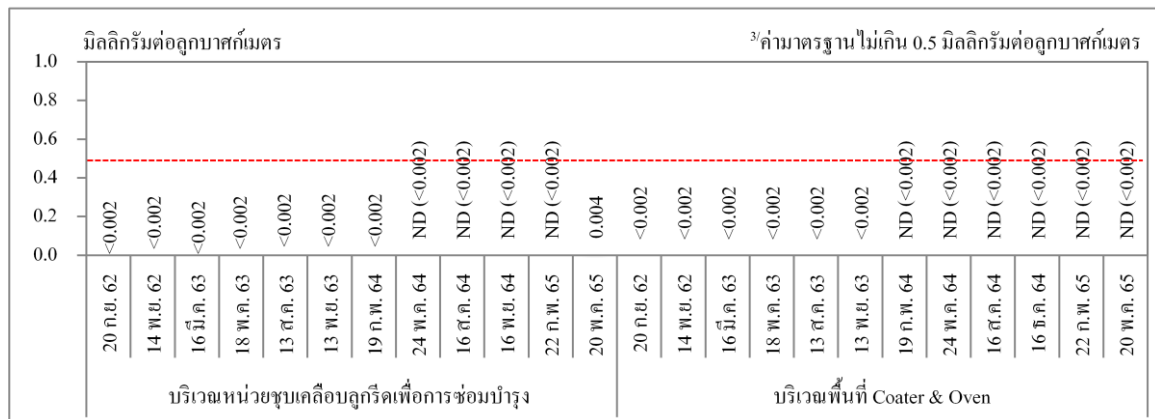 มิลลิกรัมต่อลูกบาศก์เมตร
3/ค่ามาตรฐานไม่เกิน 0.5 มิลลิกรัมต่อลูกบาศก์เมตร
1.0
0.8
0.6
0.4
0.2
0.0
<0.002
<0.002
<0.002
<0.002
<0.002
<0.002
<0.002
ND (<0.002)
ND (<0.002)
ND (<0.002)
ND (<0.002)
0.004
<0.002
<0.002
<0.002
<0.002
<0.002
<0.002
ND (<0.002)
ND (<0.002)
ND (<0.002)
ND (<0.002)
ND (<0.002)
ND (<0.002)
20 ก.ย. 62
14 พ.ย. 62
16 มี.ค. 63
18 พ.ค. 63
13 ส.ค. 63
13 พ.ย. 63
19 ก.พ. 64
24 พ.ค. 64
16 ส.ค. 64
16 พ.ย. 64
22 ก.พ. 65
20 พ.ค. 65
20 ก.ย. 62
14 พ.ย. 62
16 มี.ค. 63
18 พ.ค. 63
13 ส.ค. 63
13 พ.ย. 63
19 ก.พ. 64
24 พ.ค. 64
16 ส.ค. 64
16 ธ.ค. 64
22 ก.พ. 65
20 พ.ค. 65
บริเวณหน่วยชุบเคลือบลูกรีดเพื่อการซ่อมบำรุง
บริเวณพื้นที่ Coater & Oven